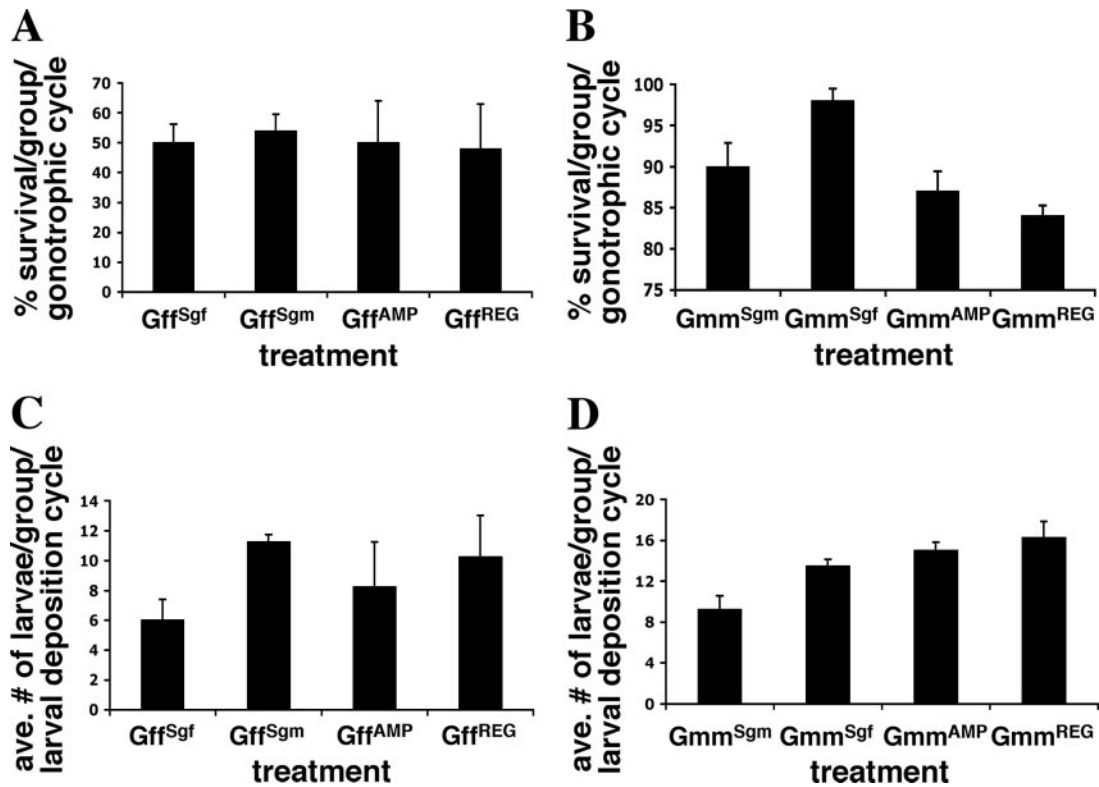 A
% survival/group/
gonotrophic cycle
70
60
50
40
30
20
10
0
GffSgf GffSgm GffAMP GffREG
treatment
B
% survival/group/
gonotrophic cycle
100
95
90
85
80
75
GmmSgm GmmSgf GmmAMP GmmREG
treatment
C
ave. # of larvae/group/
larval deposition cycle
14
12
10
8
6
4
2
0
GffSgf GffSgm GffAMP GffREG
treatment
D
ave. # of larvae/group/
larval deposition cycle
20
16
12
8
4
0
GmmSgm GmmSgf GmmAMP GmmREG
treatment